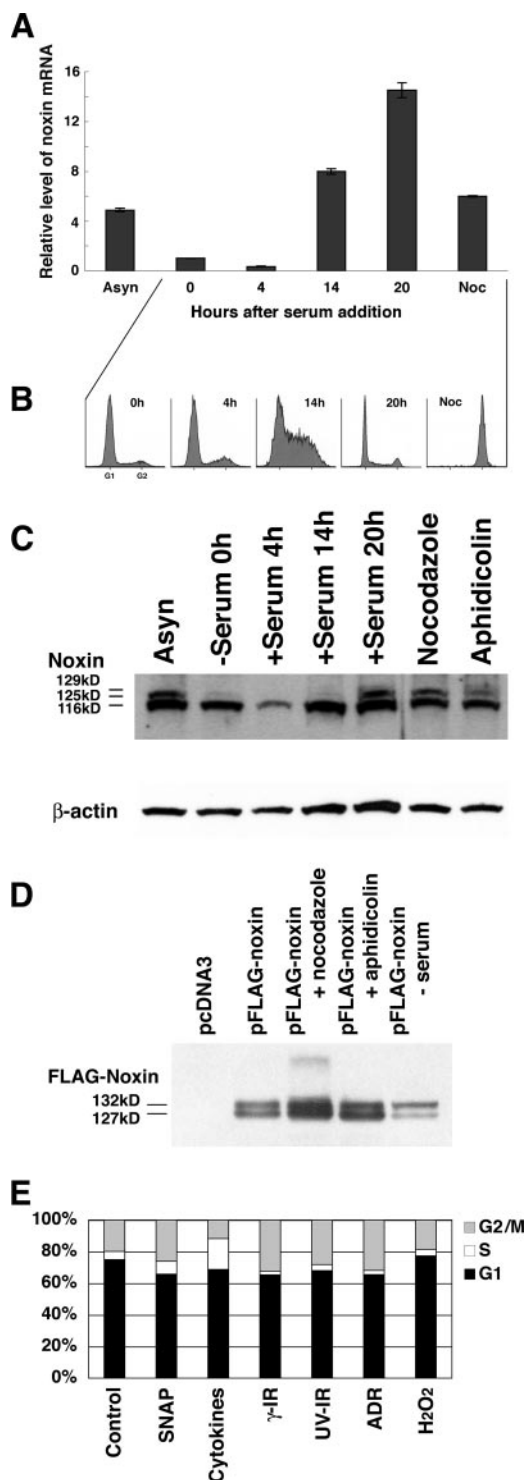 A
Relative level of noxin mRNA
16
12
8
4
0
Asyn 0 4 14 20 Noc
Hours after serum addition
B
0h 4h 14h 20h Noc
G1 G2
C
Asyn
-Serum 0h
+Serum 4h
+Serum 14h
+Serum 20h
Nocodazole
Aphidicolin
Noxin
129kD
125kD
116kD
β-actin
D
pcDNA3
pFLAG-noxin
pFLAG-noxin
+ nocodazole
pFLAG-noxin
+ aphidicolin
pFLAG-noxin
- serum
FLAG-Noxin
132kD
127kD
E
100%
80%
60%
40%
20%
0%
G2/M
S
G1
Control
SNAP
Cytokines
γ-IR
UV-IR
ADR
H2O2